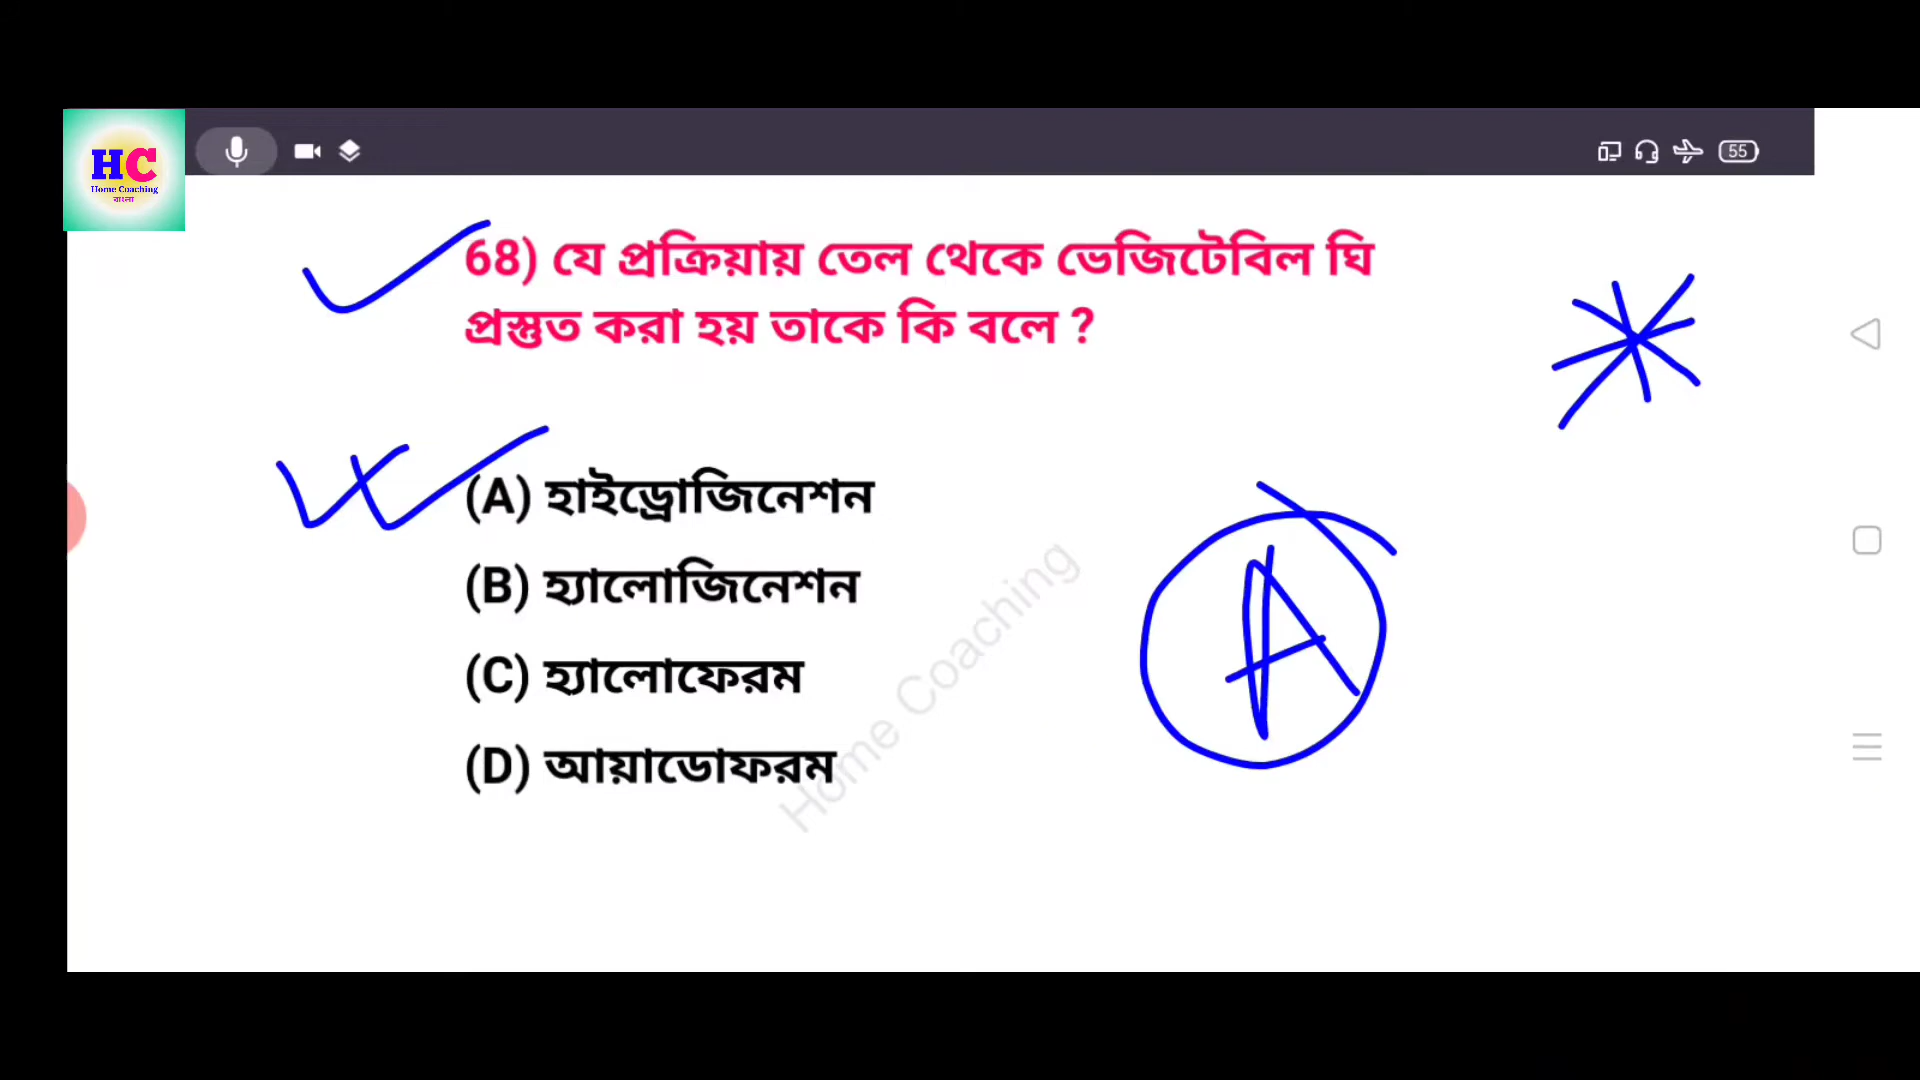 HC
Home Coaching
বাংলা
55
68) যে প্রক্রিয়ায় তেল থেকে ভেজিটেবিল ঘি
প্রস্তুত করা হয় তাকে কি বলে ?
(A) হাইড্রোজিনেশন
(B) হ্যালোজিনেশন
(C) হ্যালোফেরম
(D) আয়াডোফরম
A
Home Coaching